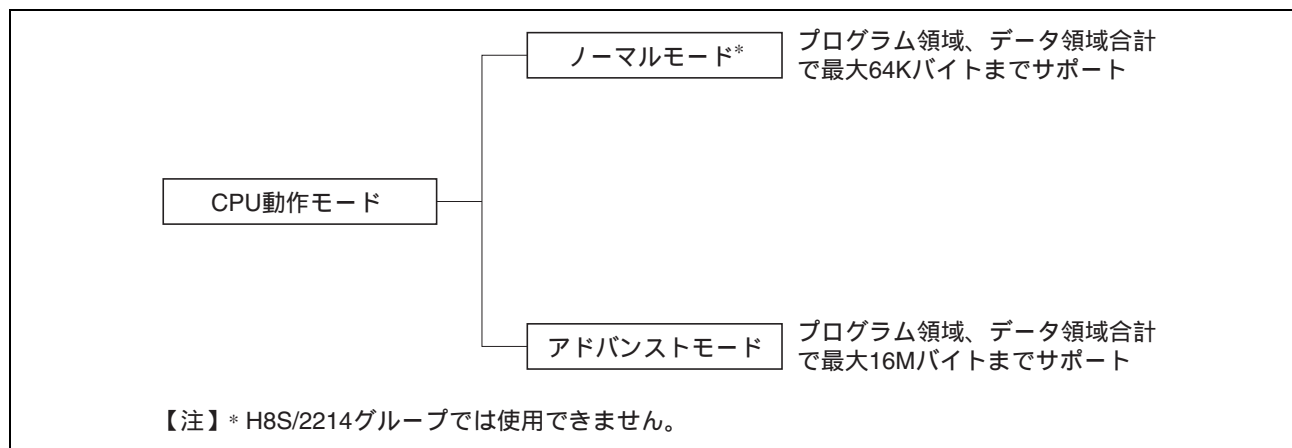 ノーマルモード*
プログラム領域、データ領域合計
で最大64Kバイトまでサポート
CPU動作モード
アドバンストモード
プログラム領域、データ領域合計
で最大16Mバイトまでサポート
【注】* H8S/2214グループでは使用できません。